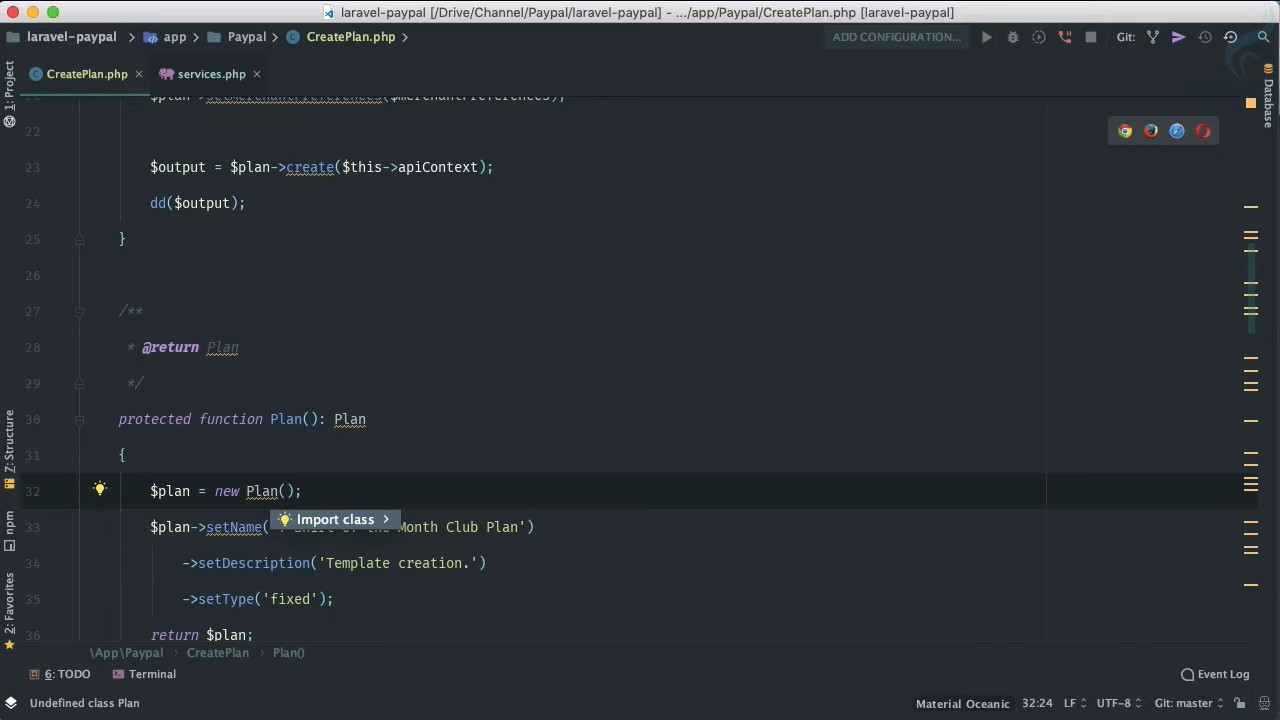 laravel-paypal [/Drive/Channel/Paypal/laravel-paypal] - .../app/Paypal/CreatePlan.php [laravel-paypal]
laravel-paypal app Paypal CreatePlan.php ADD CONFIGURATION... Git:
CreatePlan.php × services.php ×
1: Project
Database
21 $plan->setMerchantPreferences($merchantPreferences);
22
23 $output = $plan->create($this->apiContext);
24 dd($output);
25 }
26
27 /**
28 * @return Plan
29 */
30 protected function Plan(): Plan
31 {
32 $plan = new Plan();
Import class >
33 $plan->setName( of the Month Club Plan')
34 ->setDescription('Template creation.')
35 ->setType('fixed');
36 return $plan;
7: Structure
npm
2: Favorites
\App\Paypal CreatePlan Plan()
6: TODO Terminal Event Log
Undefined class Plan Material Oceanic 32:24 LF UTF-8 Git: master